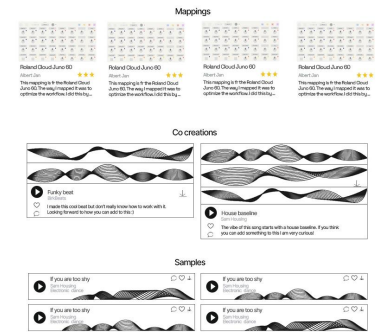 Mappings
Roland Cloud Juno 60
Albert Jan
This mapping is fr the Roland Cloud
Juno 60. The way I mapped it was to
optimize the workflow. I did this by...
Roland Cloud Juno 60
Albert Jan
This mapping is fr the Roland Cloud
Juno 60. The way I mapped it was to
optimize the workflow. I did this by...
Roland Cloud Juno 60
Albert Jan
This mapping is fr the Roland Cloud
Juno 60. The way I mapped it was to
optimize the workflow. I did this by...
Roland Cloud Juno 60
Albert Jan
This mapping is fr the Roland Cloud
Juno 60. The way I mapped it was to
optimize the workflow. I did this by...
Co creations
Funky beat
I made this cool beat but don't really know how to work with it.
Looking forward to how you can add to this :)
House baseline
Sam Housing
The vibe of this song starts with a house baseline. If you think
you can add something to this I am very curious!
Samples
If you are too shy
Sam Housing
Electronic dance
If you are too shy
Sam Housing
Electronic dance
If you are too shy
Sam Housing
Electronic dance
If you are too shy
Sam Housing
Electronic dance